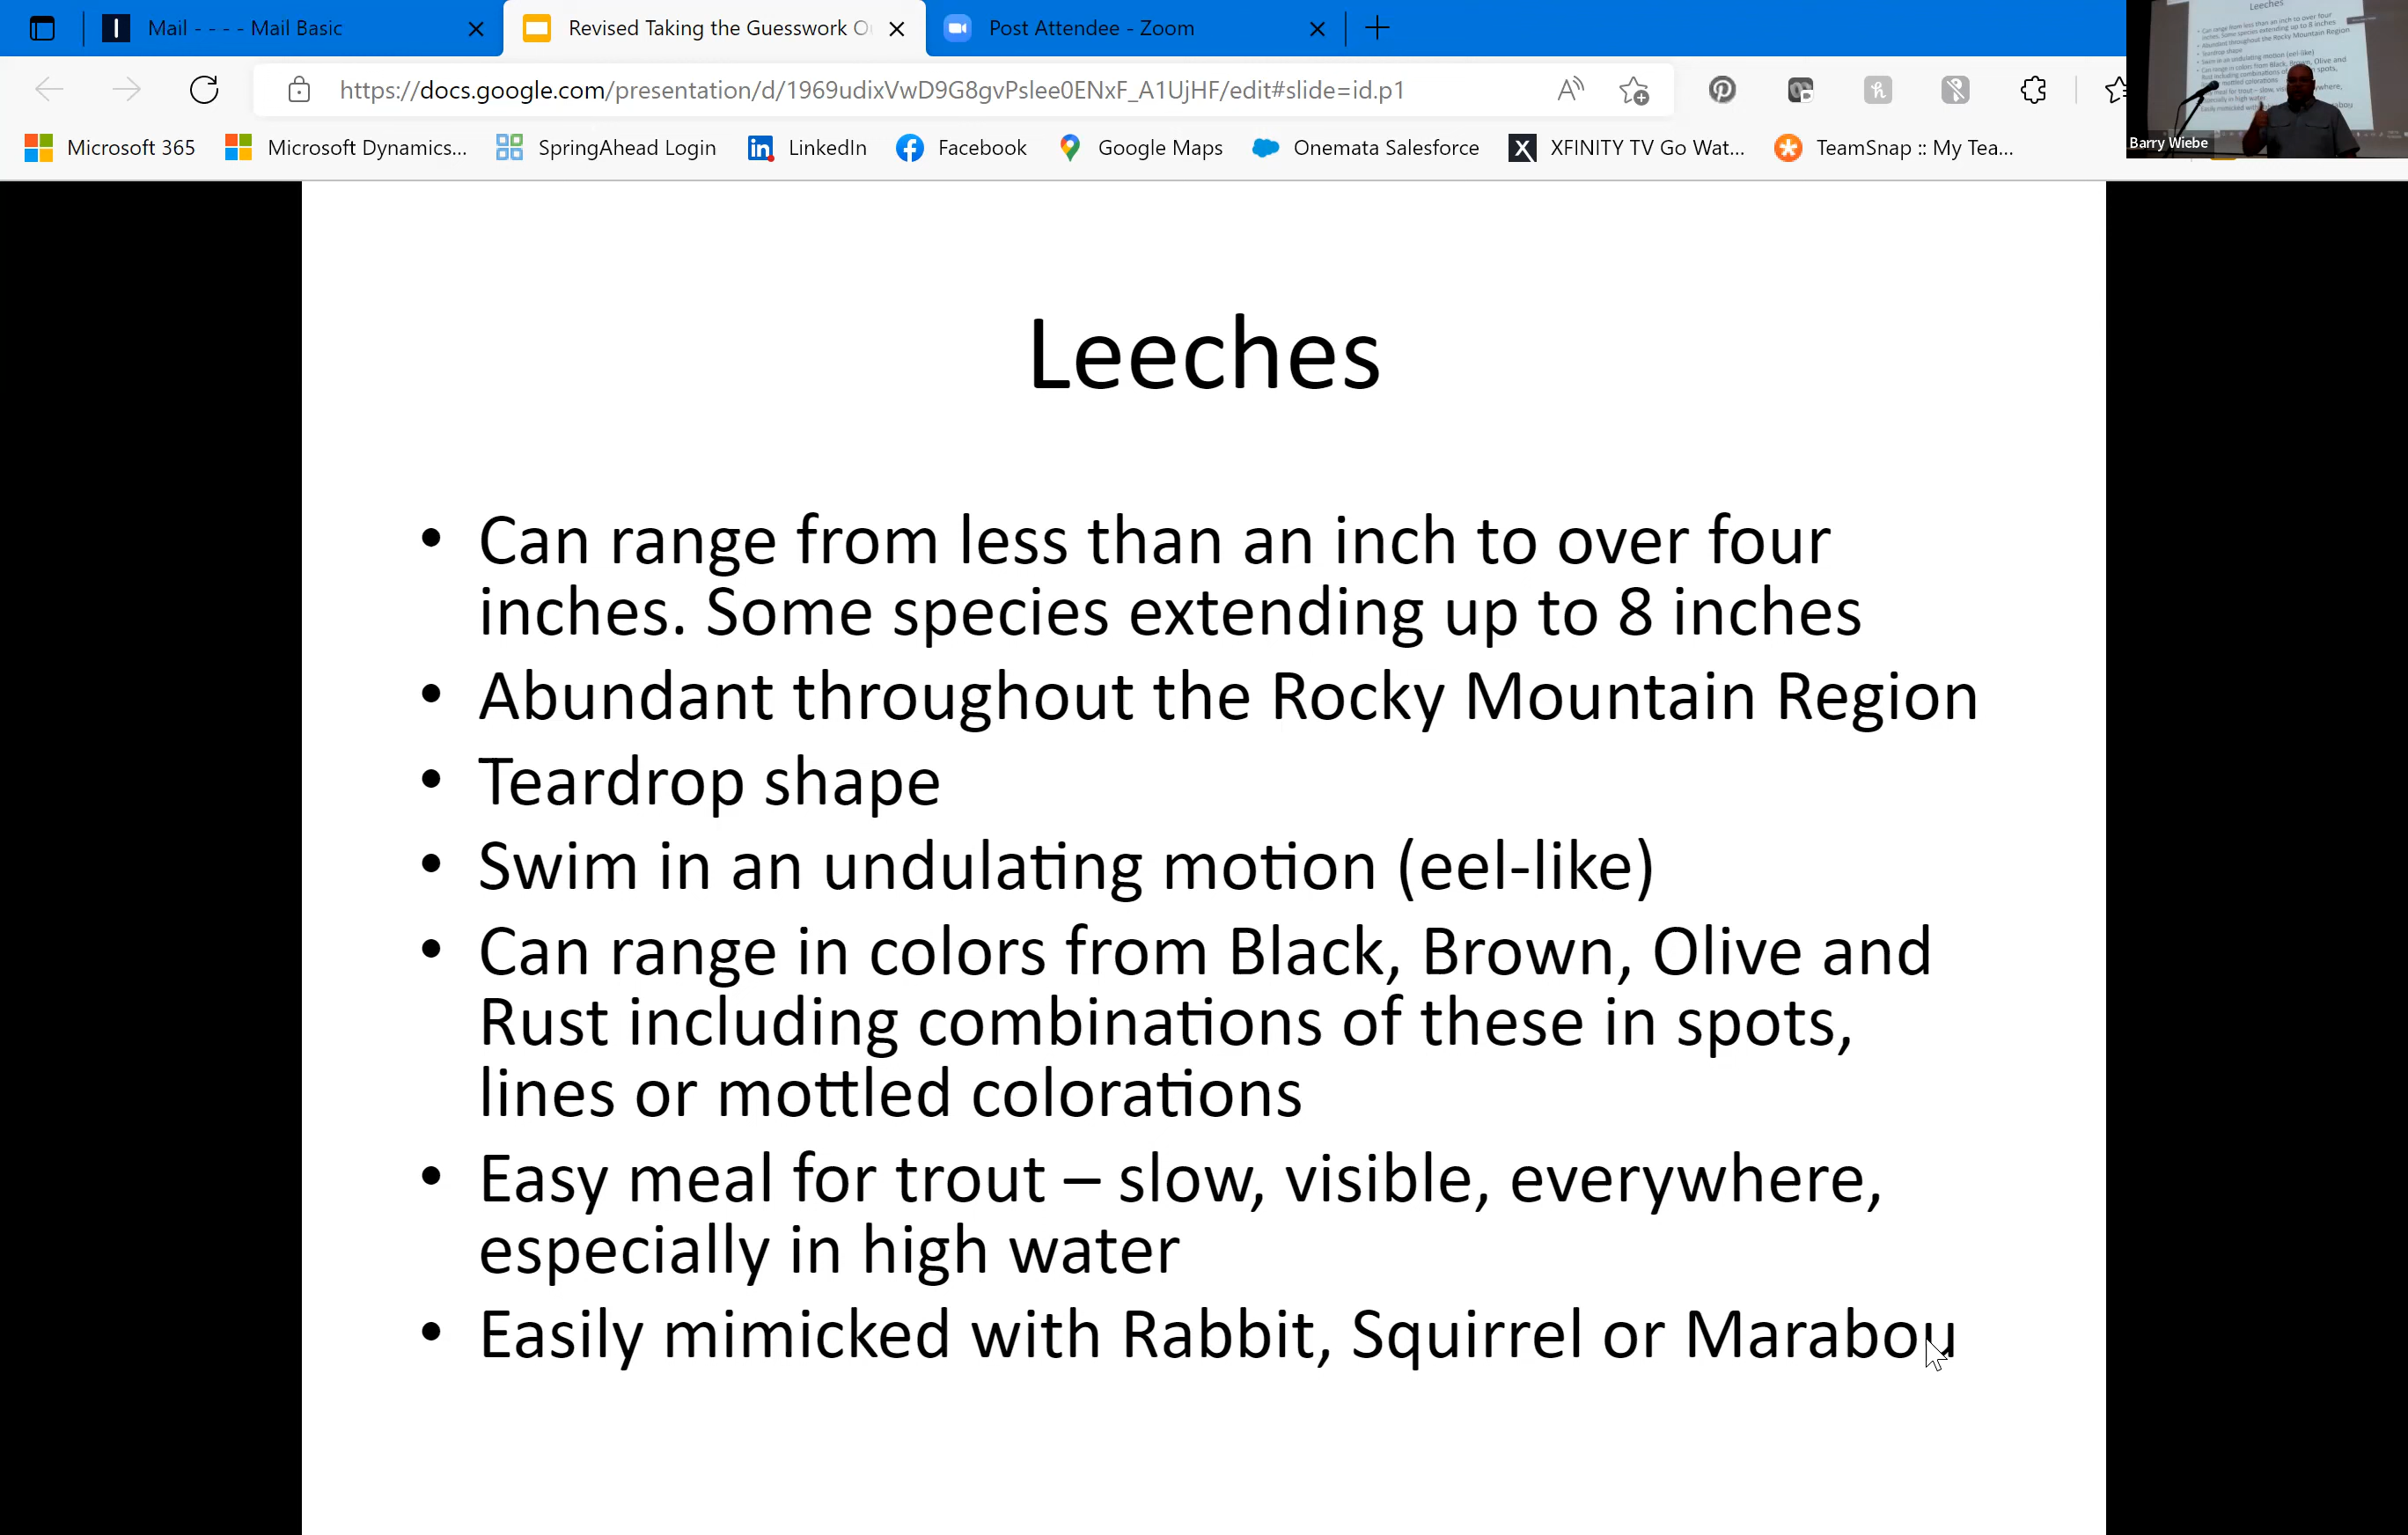 Mail - - - - Mail Basic
Revised Taking the Guesswork O
Post Attendee - Zoom
https://docs.google.com/presentation/d/1969udixVwD9G8gvPslee0ENxF_A1UjHF/edit#slide=id.p1
Microsoft 365
Microsoft Dynamics...
SpringAhead Login
LinkedIn
Facebook
Google Maps
Onemata Salesforce
XFINITY TV Go Wat...
TeamSnap :: My Tea...
Leeches
Barry Wiebe
Leeches
• Can range from less than an inch to over four
inches. Some species extending up to 8 inches
• Abundant throughout the Rocky Mountain Region
• Teardrop shape
• Swim in an undulating motion (eel-like)
• Can range in colors from Black, Brown, Olive and
Rust including combinations of these in spots,
lines or mottled colorations
• Easy meal for trout – slow, visible, everywhere,
especially in high water
• Easily mimicked with Rabbit, Squirrel or Marabou